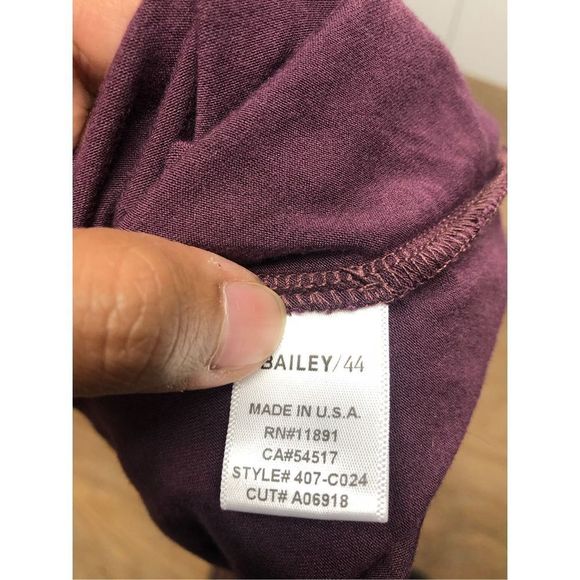 BAILEY/44
MADE IN U.S.A.
RN#11891
CA#54517
STYLE# 407-C024
CUT# A06918